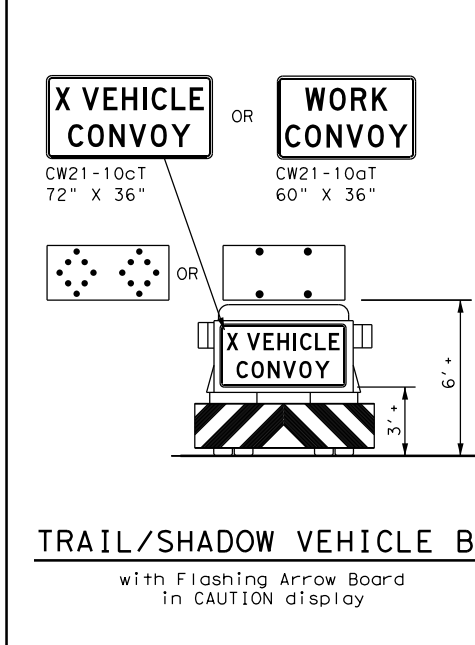 X VEHICLE
CONVOY
OR
WORK
CONVOY
CW21-10cT
72" X 36"
CW21-10aT
60" X 36"
OR
X VEHICLE
CONVOY
6' +
3' +
TRAIL/SHADOW VEHICLE B
with Flashing Arrow Board
in CAUTION display